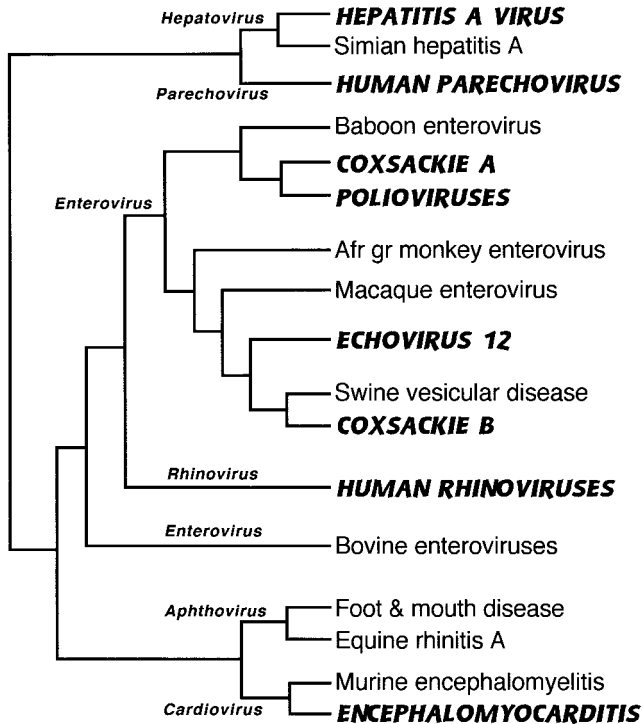 Hepatovirus
HEPATITIS A VIRUS
Simian hepatitis A
HUMAN PARECHOVIRUS
Parechovirus
Baboon enterovirus
COXSACKIE A
POLIOVIRUSES
Enterovirus
Afr gr monkey enterovirus
Macaque enterovirus
ECHOVIRUS 12
Swine vesicular disease
COXSACKIE B
Rhinovirus
HUMAN RHINOVIRUSES
Enterovirus
Bovine enteroviruses
Aphthovirus
Foot & mouth disease
Equine rhinitis A
Murine encephalomyelitis
Cardiovirus
ENCEPHALOMYOCARDITIS